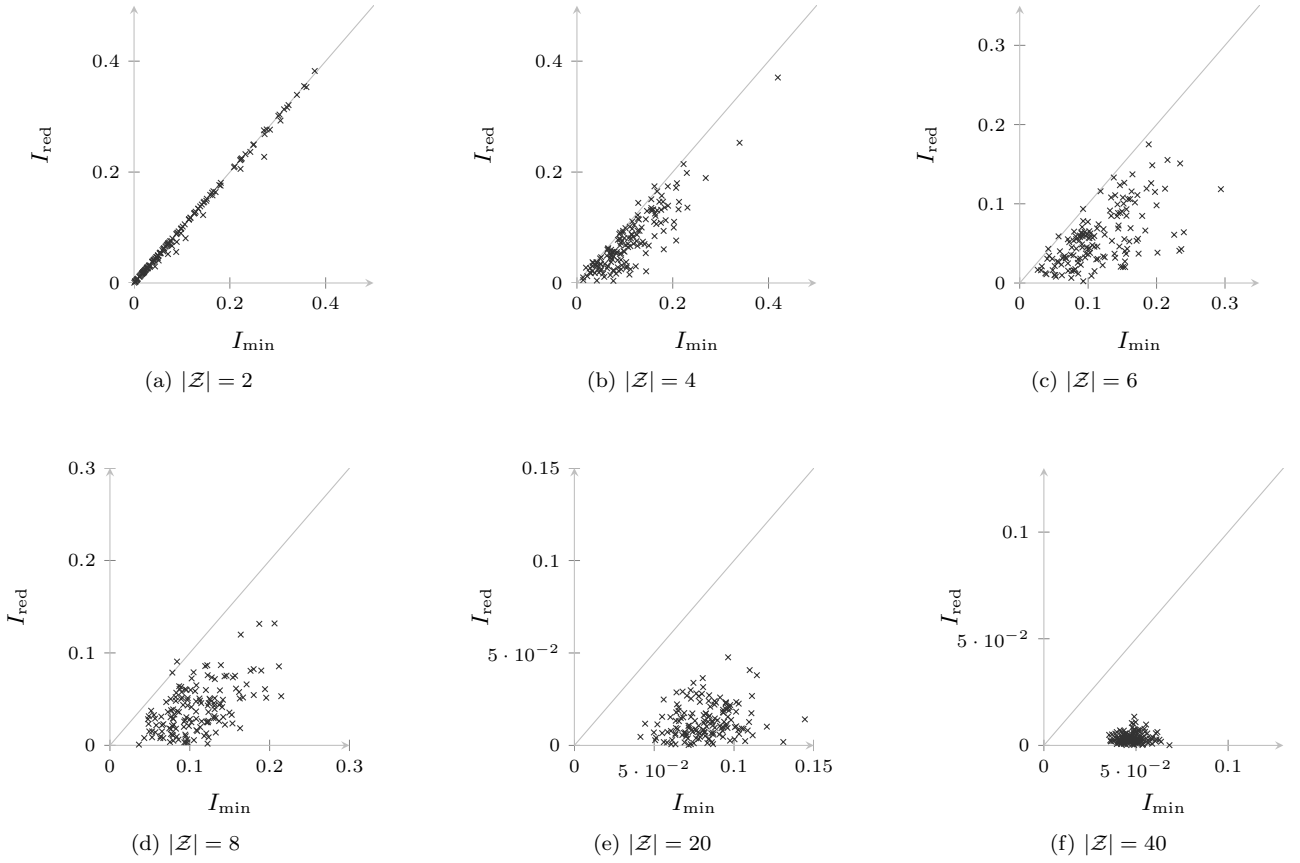 0.4
0.2
0
0
0.2
0.4
I_red
I_min
(a) |𝒵| = 2
0.4
0.2
0
0
0.2
0.4
I_red
I_min
(b) |𝒵| = 4
0.3
0.2
0.1
0
0
0.1
0.2
0.3
I_red
I_min
(c) |𝒵| = 6
0.3
0.2
0.1
0
0
0.1
0.2
0.3
I_red
I_min
(d) |𝒵| = 8
0.15
0.1
5 · 10⁻²
0
0
5 · 10⁻²
0.1
0.15
I_red
I_min
(e) |𝒵| = 20
0.1
5 · 10⁻²
0
0
5 · 10⁻²
0.1
I_red
I_min
(f) |𝒵| = 40